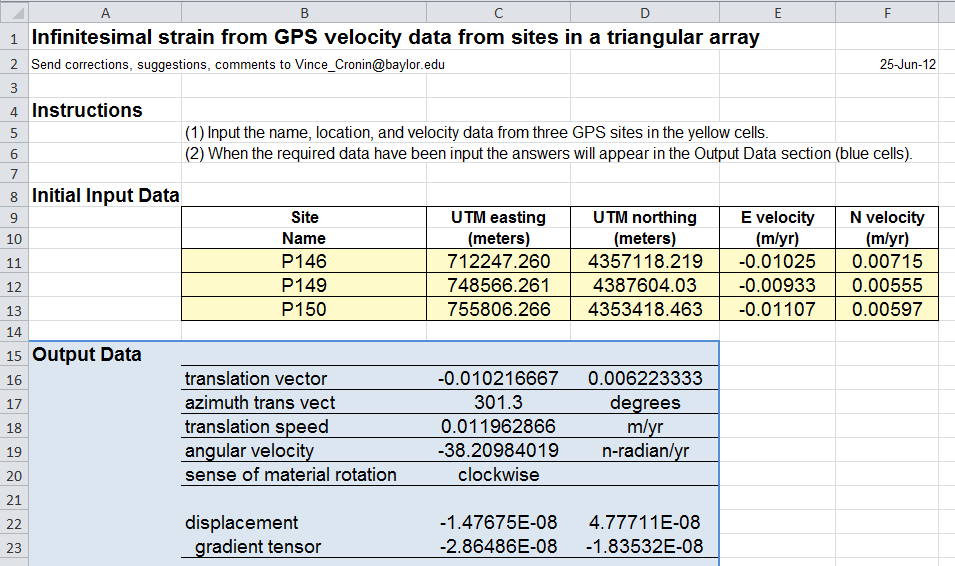 A B C D E F
1 Infinitesimal strain from GPS velocity data from sites in a triangular array
2 Send corrections, suggestions, comments to Vince_Cronin@baylor.edu 25-Jun-12
3
4 Instructions
5 (1) Input the name, location, and velocity data from three GPS sites in the yellow cells.
6 (2) When the required data have been input the answers will appear in the Output Data section (blue cells).
7
8 Initial Input Data
9 Site UTM easting UTM northing E velocity N velocity
10 Name (meters) (meters) (m/yr) (m/yr)
11 P146 712247.260 4357118.219 -0.01025 0.00715
12 P149 748566.261 4387604.03 -0.00933 0.00555
13 P150 755806.266 4353418.463 -0.01107 0.00597
14
15 Output Data
16 translation vector -0.010216667 0.006223333
17 azimuth trans vect 301.3 degrees
18 translation speed 0.011962866 m/yr
19 angular velocity -38.20984019 n-radian/yr
20 sense of material rotation clockwise
21
22 displacement -1.47675E-08 4.77711E-08
23 gradient tensor -2.86486E-08 -1.83532E-08